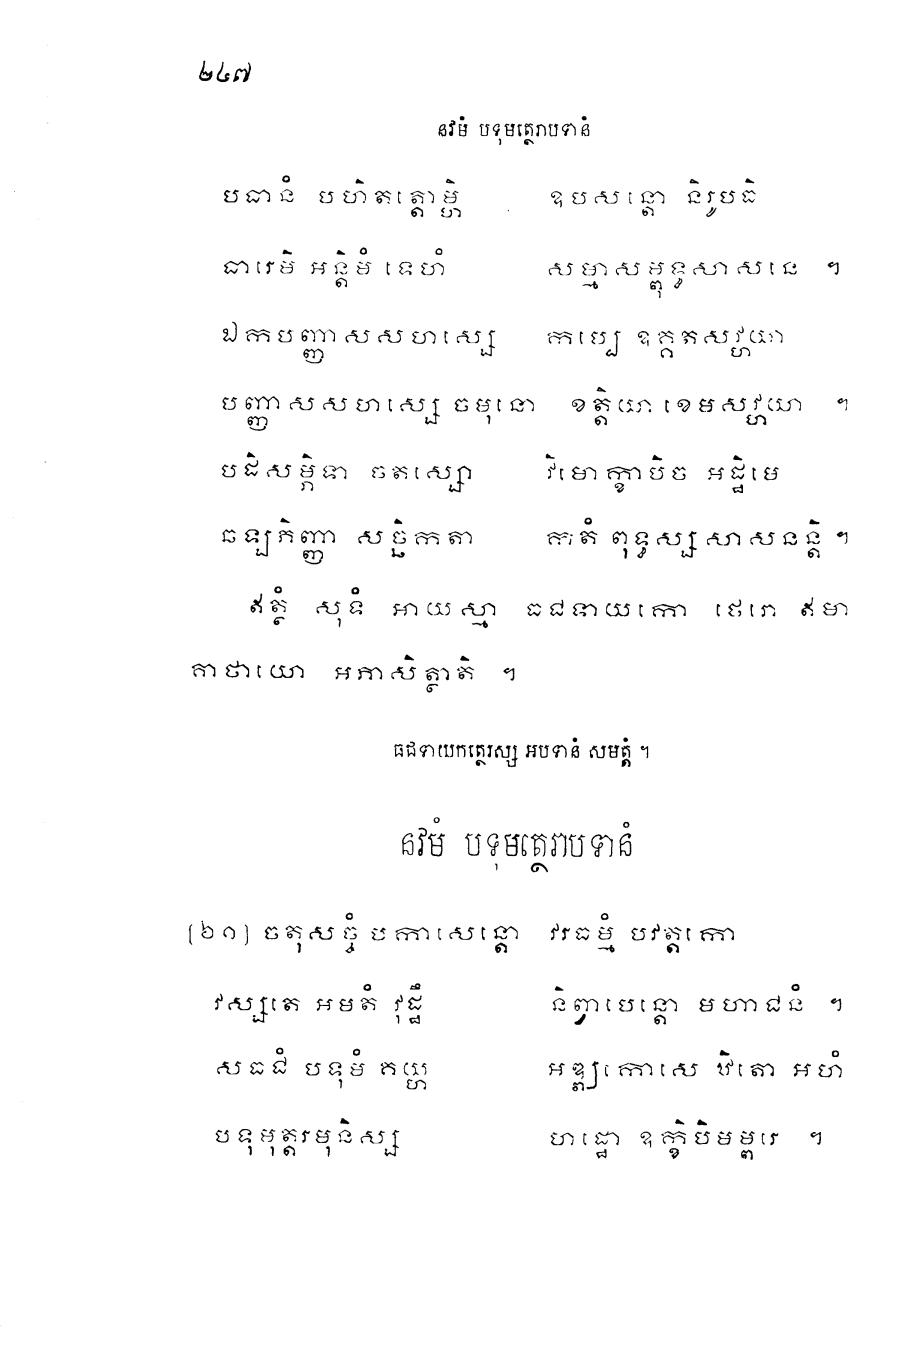 ២៤៧
នវមំ បទុមត្ថេរាបទានំ
បធានំ បហិតត្តោម្ហិ ឧបសន្តោ និរូបធិ
ធារេមិ អន្តិមំ ទេហំ សម្មាសម្ពុទ្ធសាសនេ ។
ឯកបញ្ញាសសហស្សេ កប្បេ ឧគ្គតសវ្ហយា
បញ្ញាសសហស្សេ ចមុនោ ខត្តិយា ខេមសវ្ហយា ។
បដិសម្ភិទា ចតស្សោ វិមោក្ខាបិច អដ្ឋិមេ
ឆឡភិញ្ញា សច្ឆិកតា កតំ ពុទ្ធស្ស សាសនន្តិ ។
ឥត្ថំ សុទំ អាយស្មា ធជទាយកោ ថេរោ ឥមា
គាថាយោ អភាសិត្ថាតិ ។
ធជទាយកត្ថេរស្ស អបទានំ សមត្តំ ។
នវមំ បទុមត្ថេរាបទានំ
[២១] ចតុសច្ចំ បកាសេន្តោ វរធម្មំ បវត្តកោ
វស្សតេ អមតំ វុដ្ឋឹ និព្វាបេន្តោ មហាជនំ ។
សធជំ បទុមំ គយ្ហ អឌ្ឍកោសេ ឋិតោ អហំ
បទុមុត្តរមុនិស្ស ហដ្ឋោ ឧក្ខិបិមម្ពរេ ។